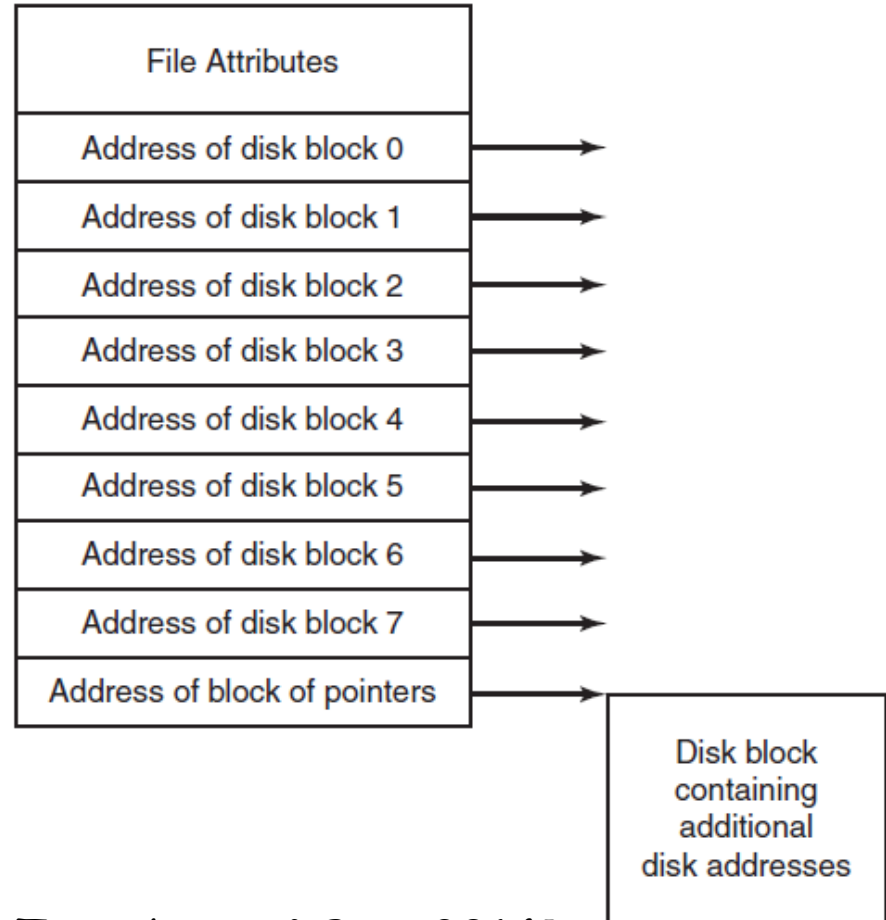 File Attributes
Address of disk block 0
Address of disk block 1
Address of disk block 2
Address of disk block 3
Address of disk block 4
Address of disk block 5
Address of disk block 6
Address of disk block 7
Address of block of pointers
Disk block
containing
additional
disk addresses